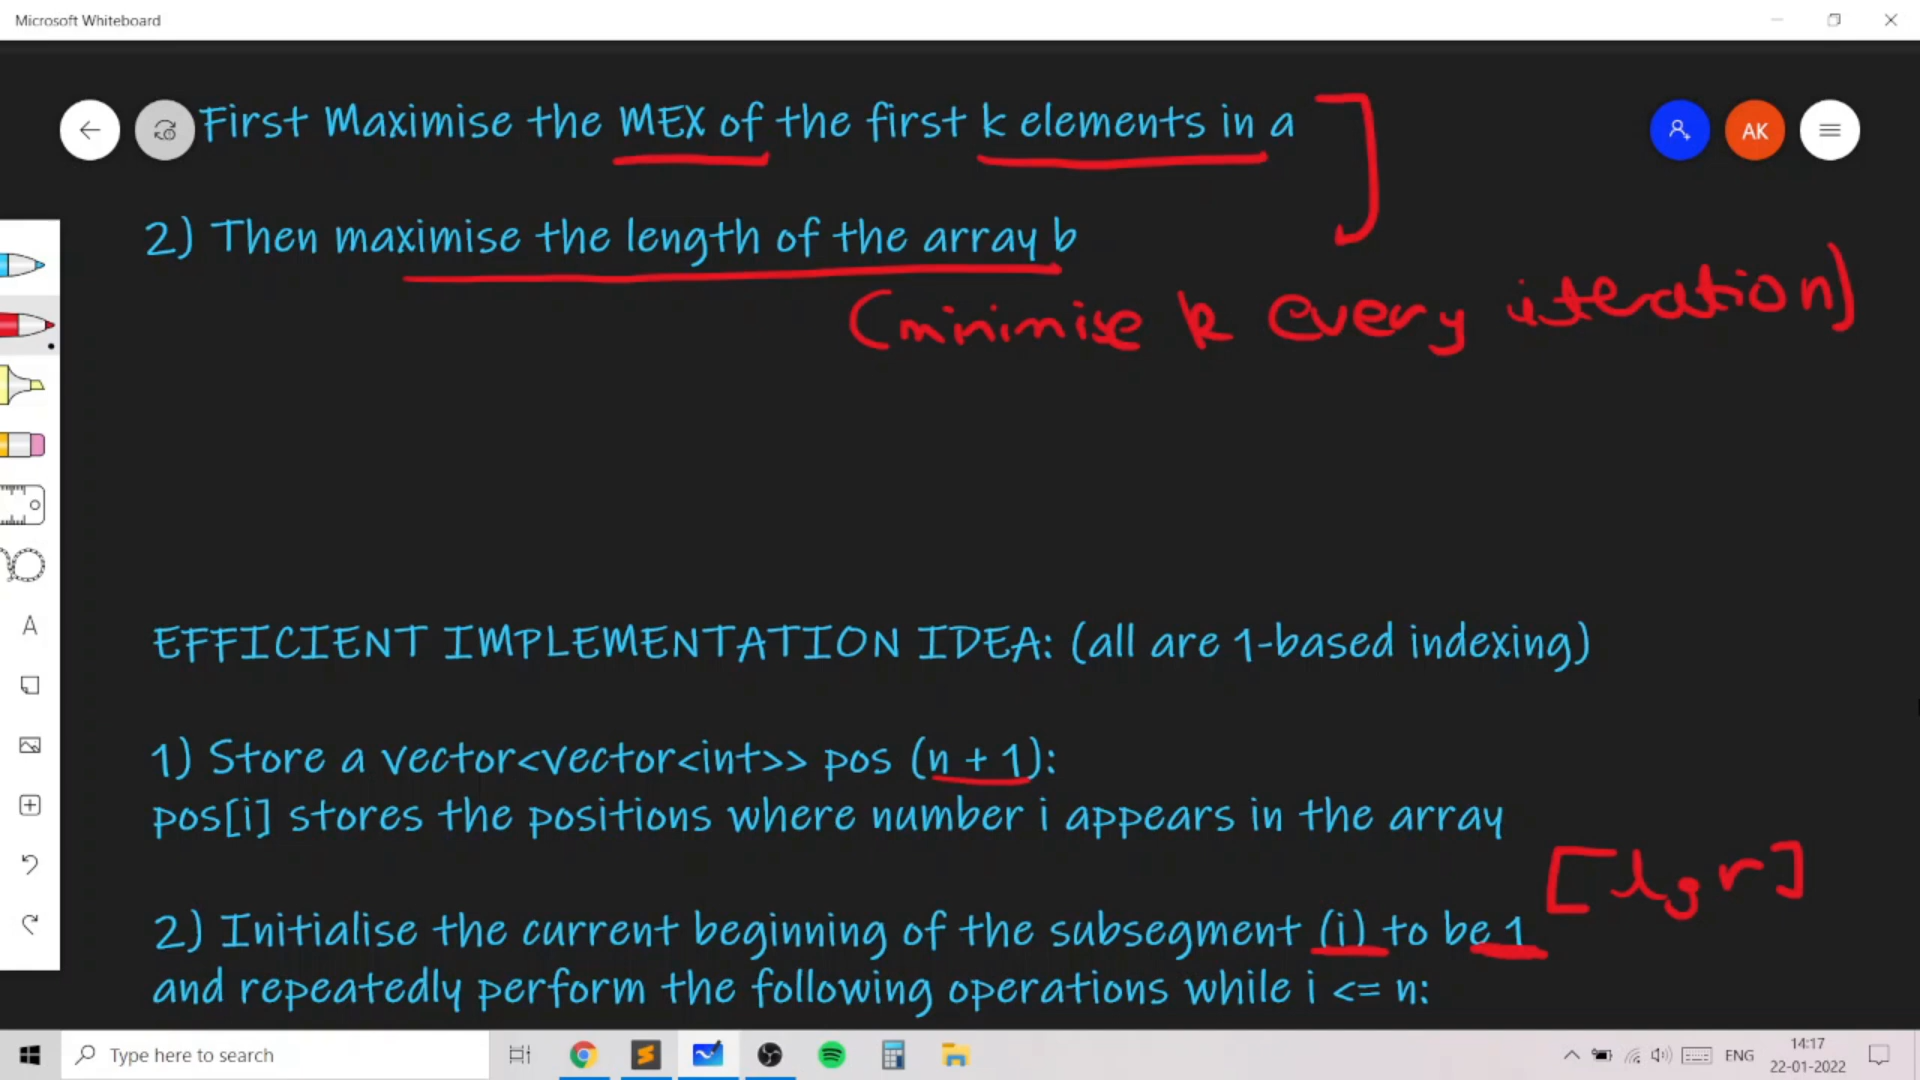 Microsoft Whiteboard
First Maximise the MEX of the first k elements in a
AK
2) Then maximise the length of the array b
(minimise k every iteration)
EFFICIENT IMPLEMENTATION IDEA: (all are 1-based indexing)
1) Store a vector<vector<int>> pos (n + 1):
pos[i] stores the positions where number i appears in the array
[l, r]
2) Initialise the current beginning of the subsegment (i) to be 1
and repeatedly perform the following operations while i <= n:
Type here to search
ENG
14:17
22-01-2022